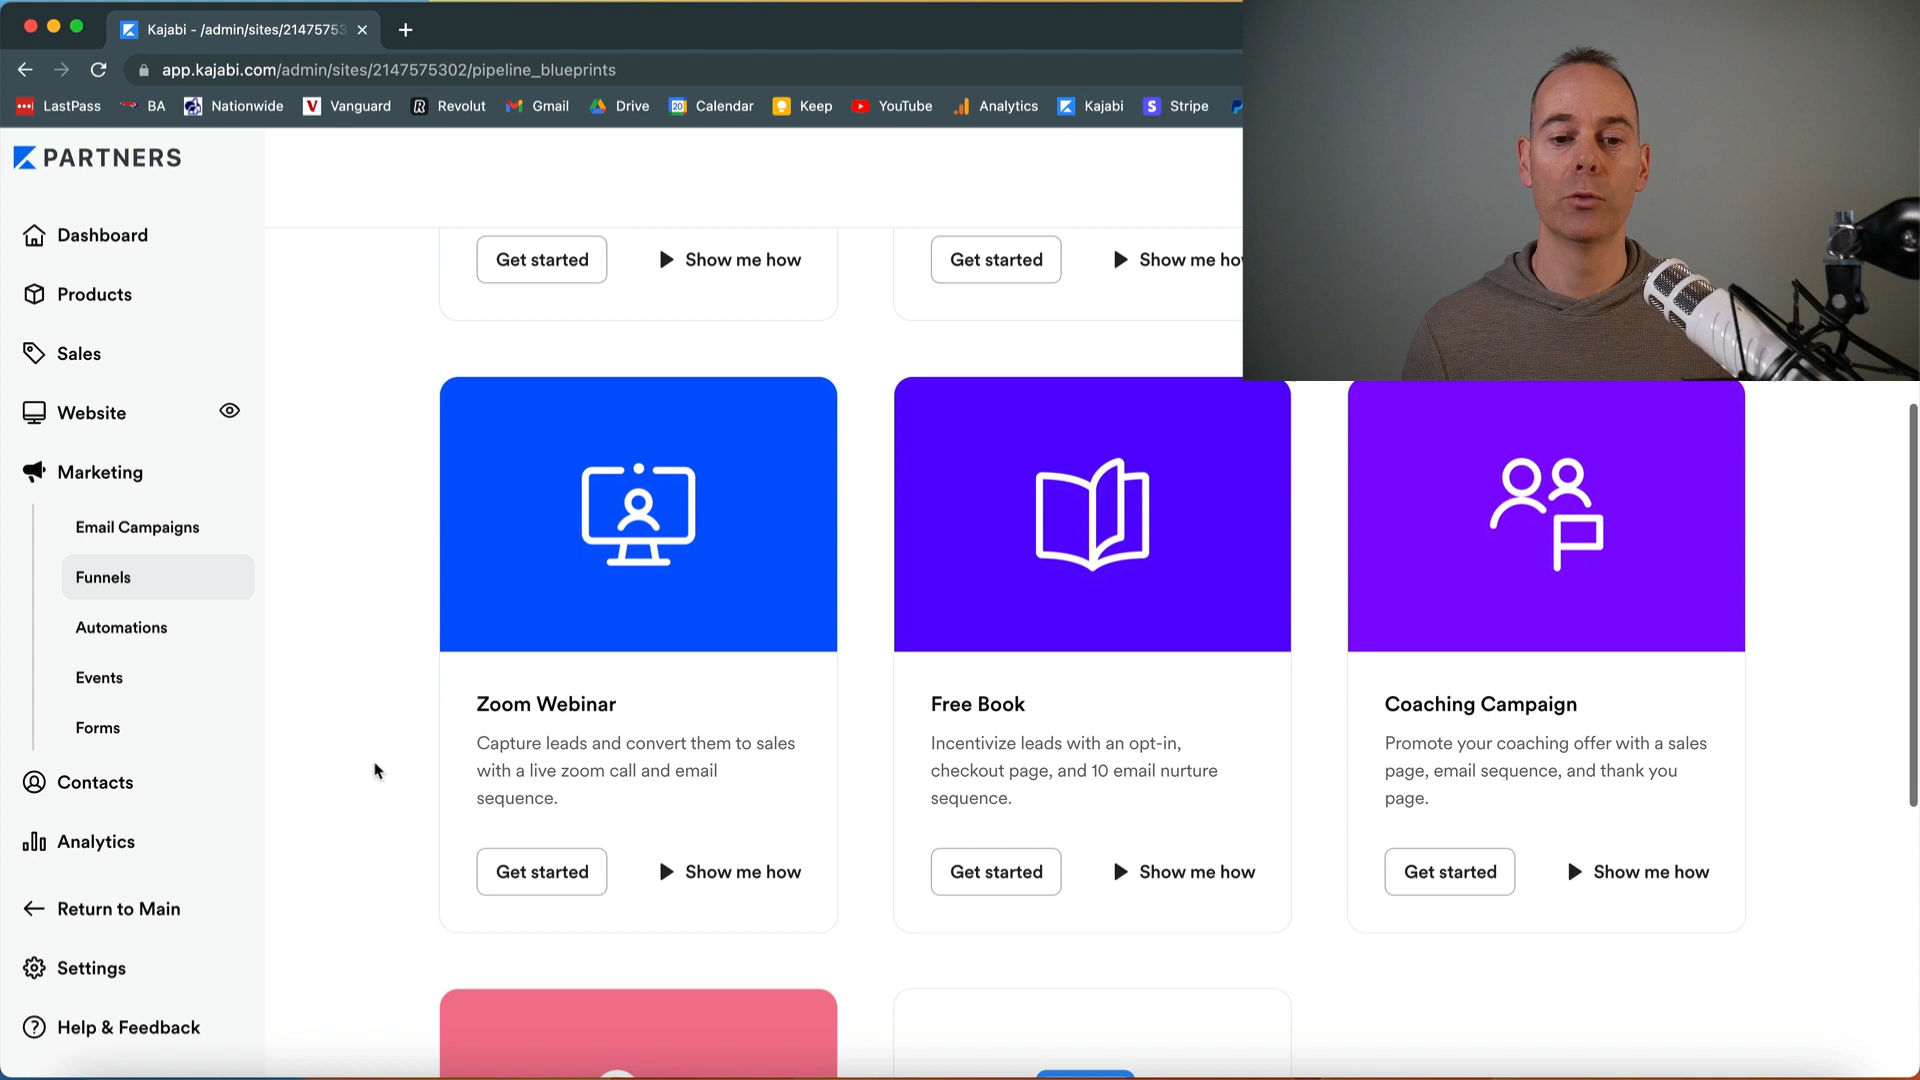 Kajabi - /admin/sites/21475753
app.kajabi.com/admin/sites/2147575302/pipeline_blueprints
LastPass BA Nationwide Vanguard Revolut Gmail Drive Calendar Keep YouTube Analytics Kajabi Stripe
PARTNERS
Dashboard
Products
Sales
Website
Marketing
Email Campaigns
Funnels
Automations
Events
Forms
Contacts
Analytics
Return to Main
Settings
Help & Feedback
Get started
Show me how
Get started
Show me how
Zoom Webinar
Capture leads and convert them to sales
with a live zoom call and email
sequence.
Get started
Show me how
Free Book
Incentivize leads with an opt-in,
checkout page, and 10 email nurture
sequence.
Get started
Show me how
Coaching Campaign
Promote your coaching offer with a sales
page, email sequence, and thank you
page.
Get started
Show me how